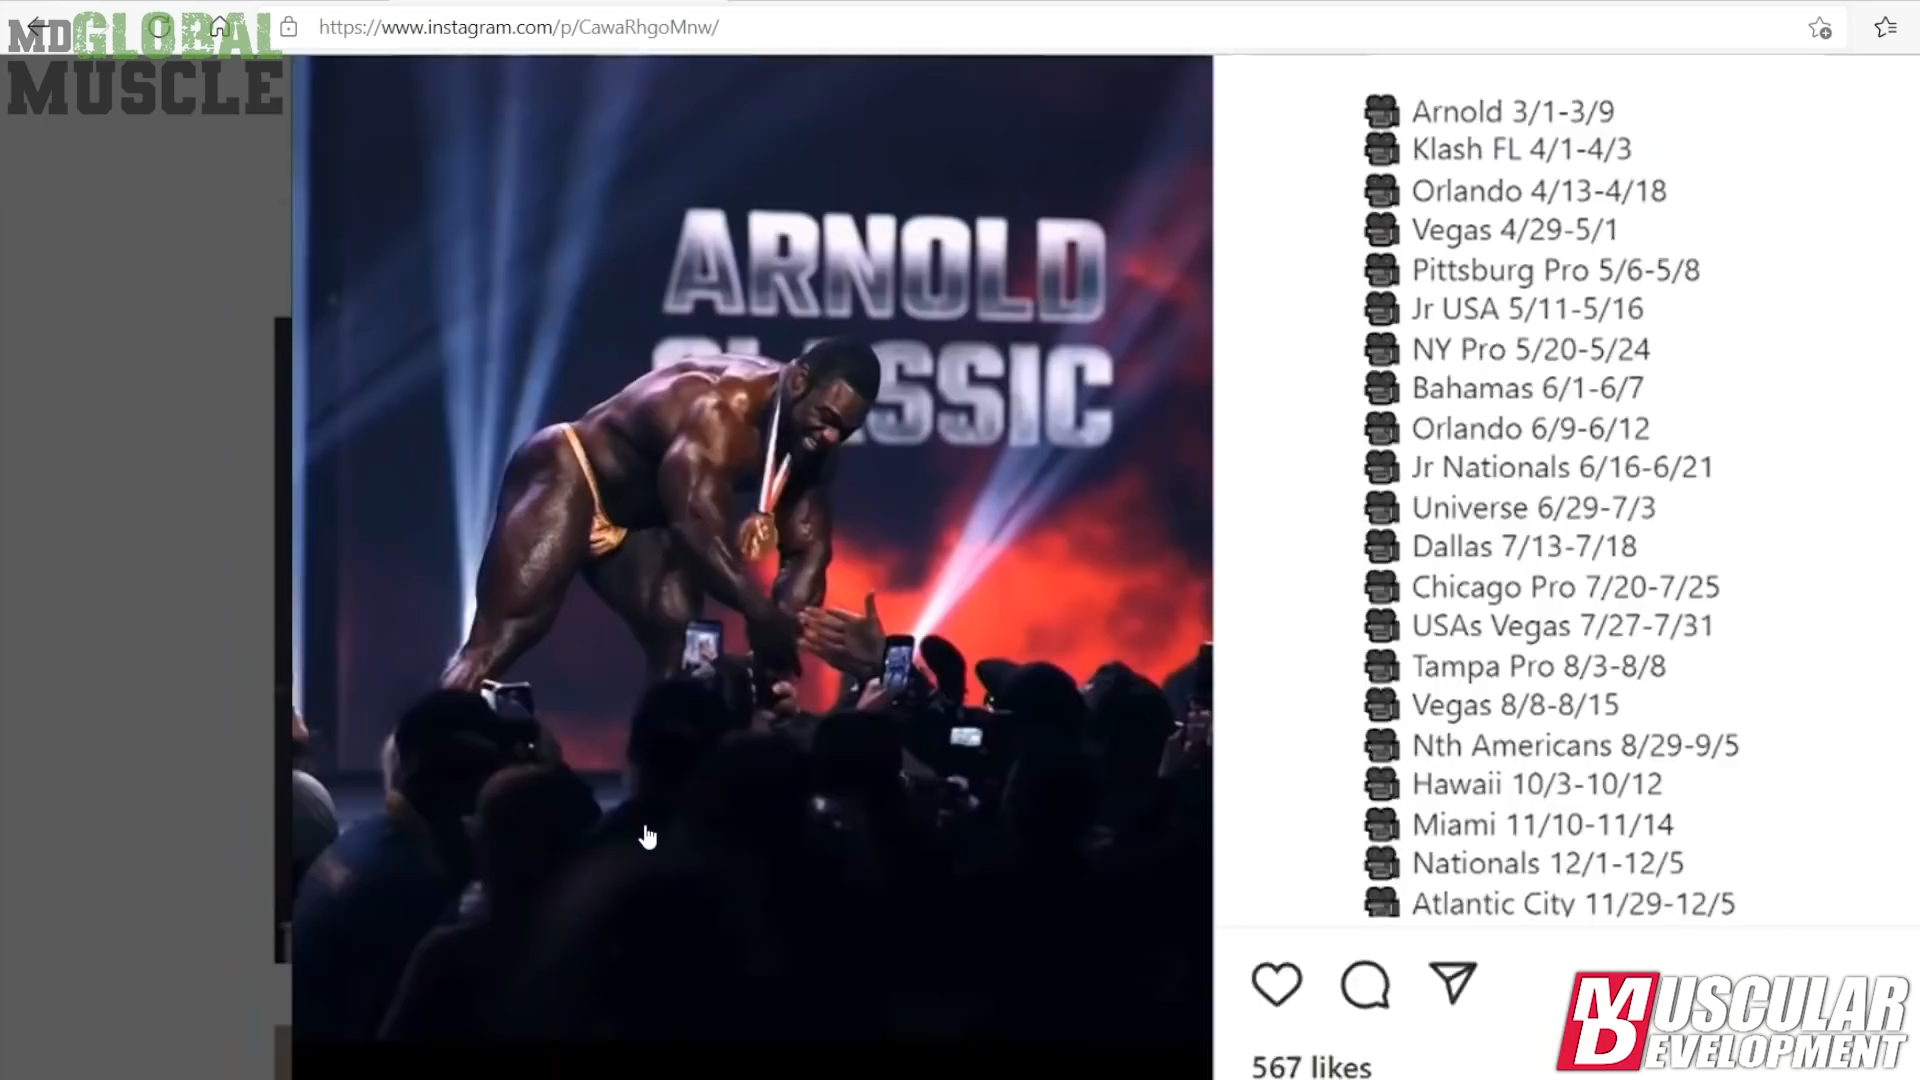 MD GLOBAL
MUSCLE
https://www.instagram.com/p/CawaRhgoMnw/
ARNOLD
CLASSIC
Arnold 3/1-3/9
Klash FL 4/1-4/3
Orlando 4/13-4/18
Vegas 4/29-5/1
Pittsburg Pro 5/6-5/8
Jr USA 5/11-5/16
NY Pro 5/20-5/24
Bahamas 6/1-6/7
Orlando 6/9-6/12
Jr Nationals 6/16-6/21
Universe 6/29-7/3
Dallas 7/13-7/18
Chicago Pro 7/20-7/25
USAs Vegas 7/27-7/31
Tampa Pro 8/3-8/8
Vegas 8/8-8/15
Nth Americans 8/29-9/5
Hawaii 10/3-10/12
Miami 11/10-11/14
Nationals 12/1-12/5
Atlantic City 11/29-12/5
567 likes
MUSCULAR
DEVELOPMENT